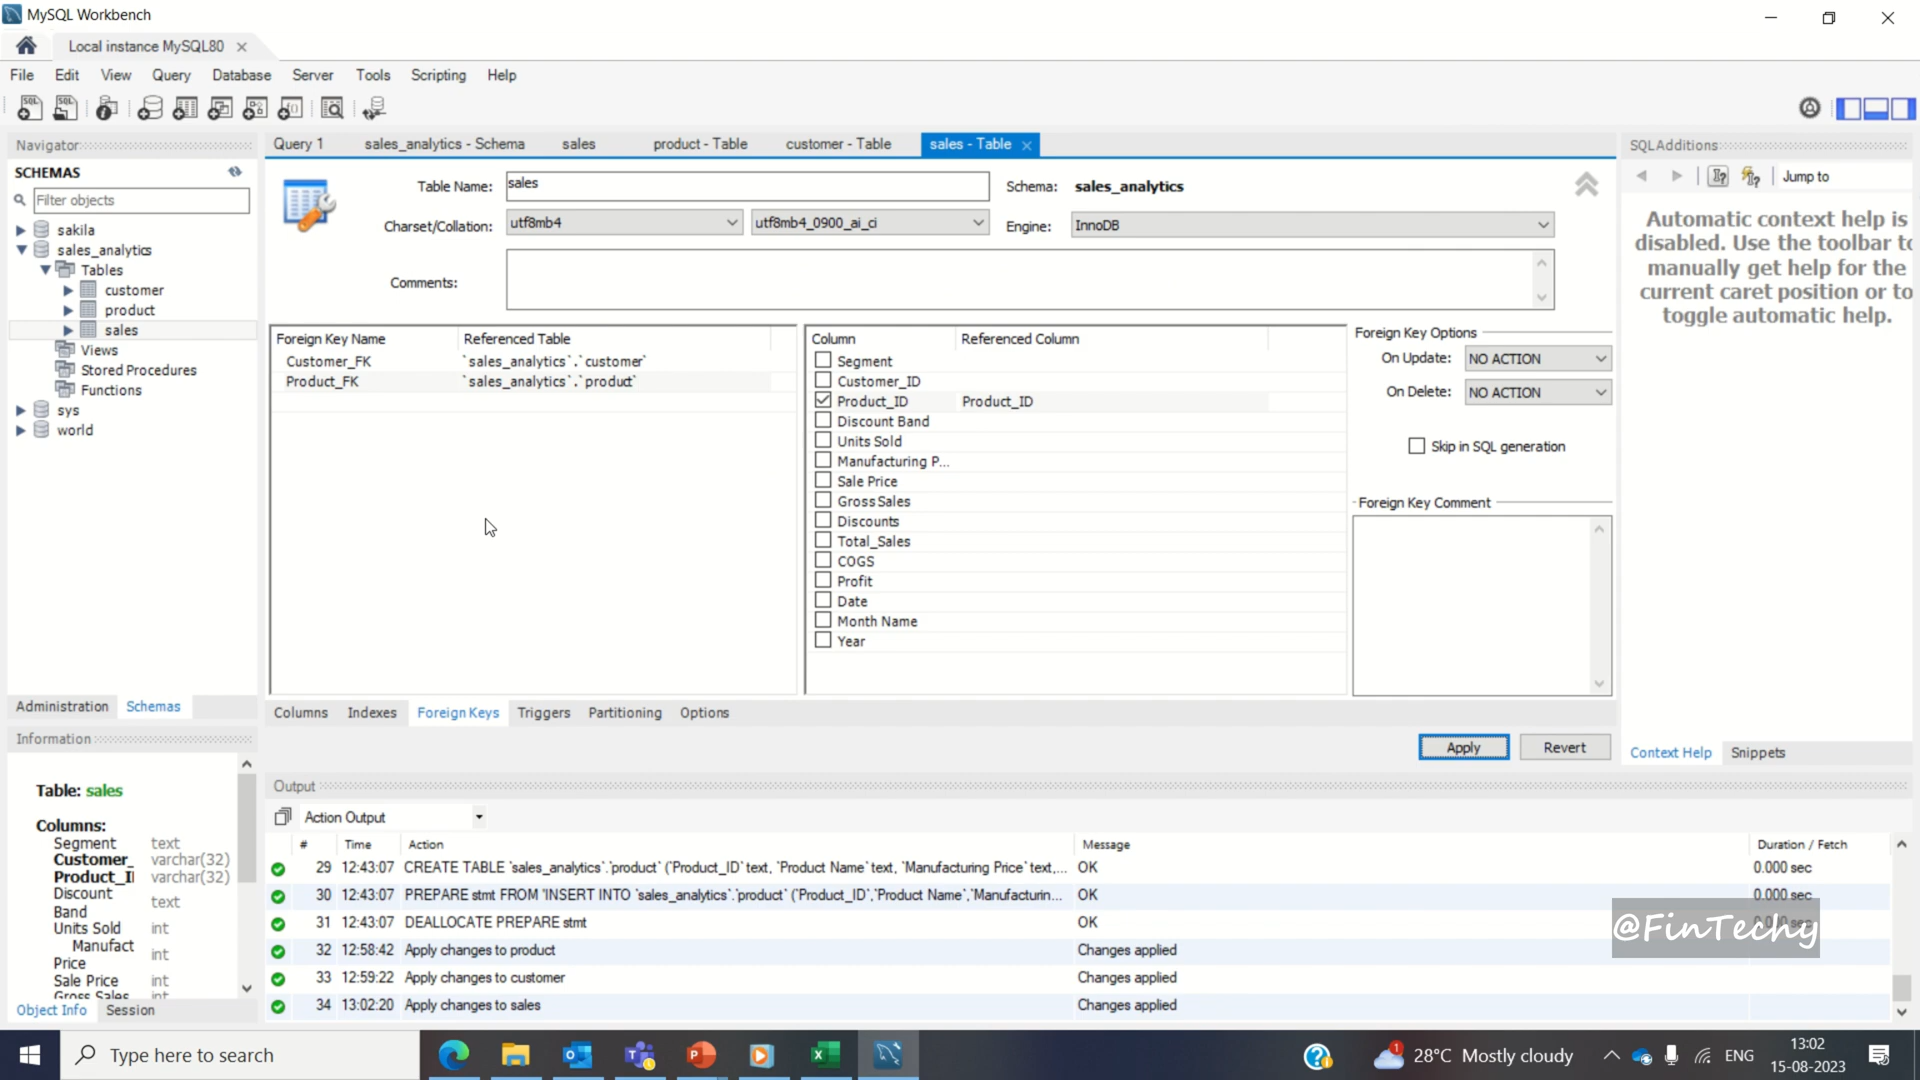 MySQL Workbench
Local instance MySQL80
File Edit View Query Database Server Tools Scripting Help
Navigator
SCHEMAS
Filter objects
sakila
sales_analytics
Tables
customer
product
sales
Views
Stored Procedures
Functions
sys
world
Administration Schemas
Information
Table: sales
Columns:
Segment text
Customer_ varchar(32)
Product_II varchar(32)
Discount
Band text
Units Sold int
Manufact
Price int
Sale Price int
Gross Sales int
Object Info Session
Query 1 sales_analytics - Schema sales product - Table customer - Table sales - Table
Table Name: sales Schema: sales_analytics
Charset/Collation: utf8mb4 utf8mb4_0900_ai_ci Engine: InnoDB
Comments:
Foreign Key Name Referenced Table
Customer_FK `sales_analytics`.`customer`
Product_FK `sales_analytics`.`product`
Column Referenced Column
Segment
Customer_ID
Product_ID Product_ID
Discount Band
Units Sold
Manufacturing P...
Sale Price
Gross Sales
Discounts
Total_Sales
COGS
Profit
Date
Month Name
Year
Foreign Key Options
On Update: NO ACTION
On Delete: NO ACTION
Skip in SQL generation
Foreign Key Comment
Columns Indexes Foreign Keys Triggers Partitioning Options
Apply Revert
SQLAdditions
Jump to
Automatic context help is
disabled. Use the toolbar to
manually get help for the
current caret position or to
toggle automatic help.
Context Help Snippets
Output
Action Output
# Time Action Message Duration / Fetch
29 12:43:07 CREATE TABLE `sales_analytics`.`product` (`Product_ID` text, `Product Name` text, `Manufacturing Price` text,... OK 0.000 sec
30 12:43:07 PREPARE stmt FROM 'INSERT INTO `sales_analytics`.`product` (`Product_ID`,`Product Name`,`Manufacturin... OK 0.000 sec
31 12:43:07 DEALLOCATE PREPARE stmt OK 0.000 sec
32 12:58:42 Apply changes to product Changes applied
33 12:59:22 Apply changes to customer Changes applied
34 13:02:20 Apply changes to sales Changes applied
@FinTechy
Type here to search
28°C Mostly cloudy
ENG
13:02
15-08-2023